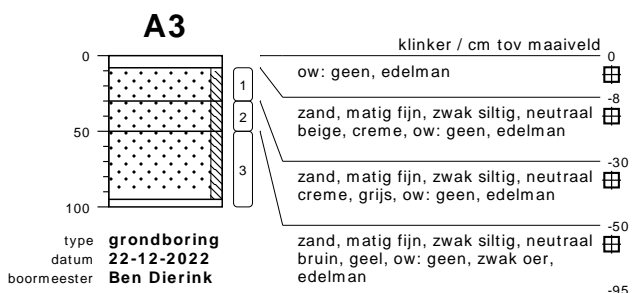 A3
klinker / cm tov maaiveld
0
0
ow: geen, edelman
1
-8
zand, matig fijn, zwak siltig, neutraal
beige, creme, ow: geen, edelman
2
50
-30
zand, matig fijn, zwak siltig, neutraal
creme, grijs, ow: geen, edelman
3
100
-50
zand, matig fijn, zwak siltig, neutraal
bruin, geel, ow: geen, zwak oer,
edelman
type grondboring
datum 22-12-2022
boormeester Ben Dierink
-95